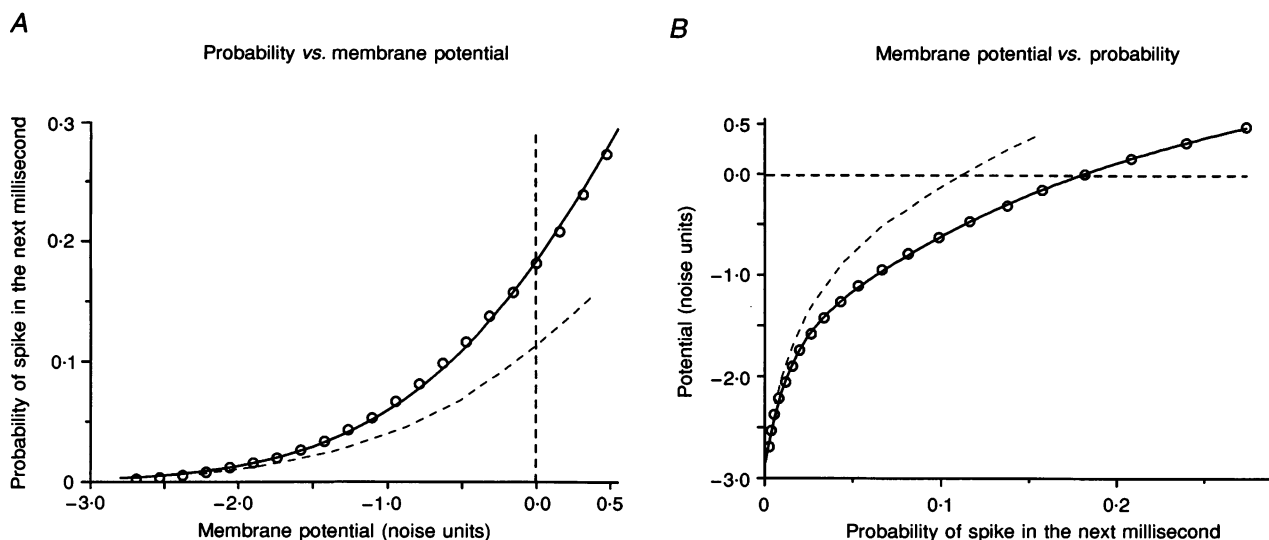 A
Probability vs. membrane potential
Probability of spike in the next millisecond
0·3
0·2
0·1
0
-3·0
-2·0
-1·0
0·0
0·5
Membrane potential (noise units)
B
Membrane potential vs. probability
Potential (noise units)
0·5
0·0
-1·0
-2·0
-3·0
0
0·1
0·2
Probability of spike in the next millisecond